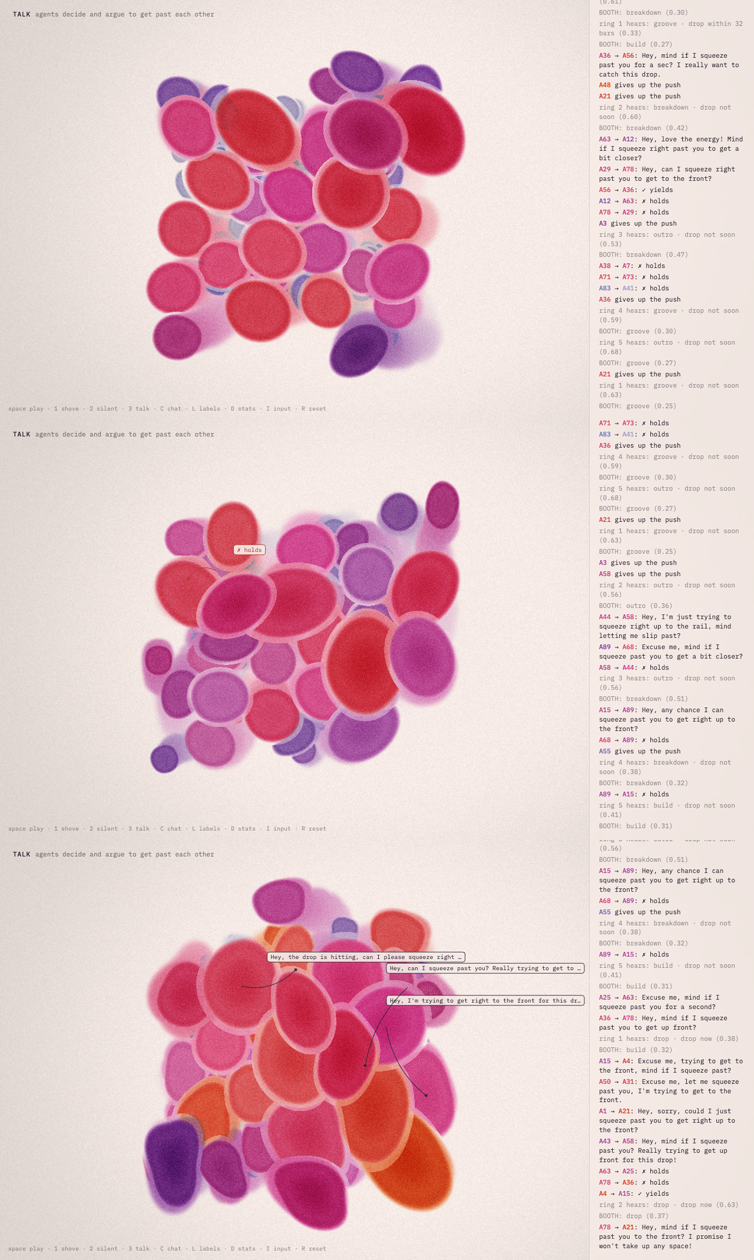 TALK agents decide and argue to get past each other
(0.61)
BOOTH: breakdown (0.30)
ring 1 hears: groove · drop within 32
bars (0.33)
BOOTH: build (0.27)
A36 → A56: Hey, mind if I squeeze
past you for a sec? I really want to
catch this drop.
A48 gives up the push
A21 gives up the push
ring 2 hears: breakdown · drop not
soon (0.60)
BOOTH: breakdown (0.42)
A63 → A12: Hey, love the energy! Mind
if I squeeze right past you to get a
bit closer?
A29 → A78: Hey, can I squeeze right
past you to get to the front?
A56 → A36: ✓ yields
A12 → A63: ✗ holds
A78 → A29: ✗ holds
A3 gives up the push
ring 3 hears: outro · drop not soon
(0.53)
BOOTH: breakdown (0.47)
A38 → A7: ✗ holds
A71 → A73: ✗ holds
A83 → A41: ✗ holds
A36 gives up the push
ring 4 hears: groove · drop not soon
(0.59)
BOOTH: groove (0.30)
ring 5 hears: outro · drop not soon
(0.68)
BOOTH: groove (0.27)
A21 gives up the push
ring 1 hears: groove · drop not soon
(0.63)
BOOTH: groove (0.25)
space play · 1 shove · 2 silent · 3 talk · C chat · L labels · D stats · I input · R reset
TALK agents decide and argue to get past each other
✗ holds
A71 → A73: ✗ holds
A83 → A41: ✗ holds
A36 gives up the push
ring 4 hears: groove · drop not soon
(0.59)
BOOTH: groove (0.30)
ring 5 hears: outro · drop not soon
(0.68)
BOOTH: groove (0.27)
A21 gives up the push
ring 1 hears: groove · drop not soon
(0.63)
BOOTH: groove (0.25)
A3 gives up the push
A58 gives up the push
ring 2 hears: outro · drop not soon
(0.56)
BOOTH: outro (0.36)
A44 → A58: Hey, I'm just trying to
squeeze right up to the rail, mind
letting me slip past?
A89 → A68: Excuse me, mind if I
squeeze past you to get a bit closer?
A58 → A44: ✗ holds
ring 3 hears: outro · drop not soon
(0.56)
BOOTH: breakdown (0.51)
A15 → A89: Hey, any chance I can
squeeze past you to get right up to
the front?
A68 → A89: ✗ holds
A55 gives up the push
ring 4 hears: breakdown · drop not
soon (0.38)
BOOTH: breakdown (0.32)
A89 → A15: ✗ holds
ring 5 hears: build · drop not soon
(0.41)
BOOTH: build (0.31)
space play · 1 shove · 2 silent · 3 talk · C chat · L labels · D stats · I input · R reset
TALK agents decide and argue to get past each other
Hey, the drop is hitting, can I please squeeze right …
Hey, can I squeeze past you? Really trying to get to …
Hey, I'm trying to get right to the front for this dr…
(0.56)
BOOTH: breakdown (0.51)
A15 → A89: Hey, any chance I can
squeeze past you to get right up to
the front?
A68 → A89: ✗ holds
A55 gives up the push
ring 4 hears: breakdown · drop not
soon (0.38)
BOOTH: breakdown (0.32)
A89 → A15: ✗ holds
ring 5 hears: build · drop not soon
(0.41)
BOOTH: build (0.31)
A25 → A63: Excuse me, mind if I
squeeze past you for a second?
A36 → A78: Hey, mind if I squeeze
past you to get up front?
ring 1 hears: drop · drop now (0.38)
BOOTH: build (0.32)
A15 → A4: Excuse me, trying to get to
the front, mind if I squeeze past?
A50 → A31: Excuse me, let me squeeze
past you, I'm trying to get to the
front.
A1 → A21: Hey, sorry, could I just
squeeze past you to get right up to
the front?
A43 → A58: Hey, mind if I squeeze
past you? Really trying to get up
front for this drop!
A63 → A25: ✗ holds
A78 → A36: ✗ holds
A4 → A15: ✓ yields
ring 2 hears: drop · drop now (0.63)
BOOTH: drop (0.37)
A78 → A21: Hey, mind if I squeeze
past you to the front? I promise I
won't take up any space!
space play · 1 shove · 2 silent · 3 talk · C chat · L labels · D stats · I input · R reset